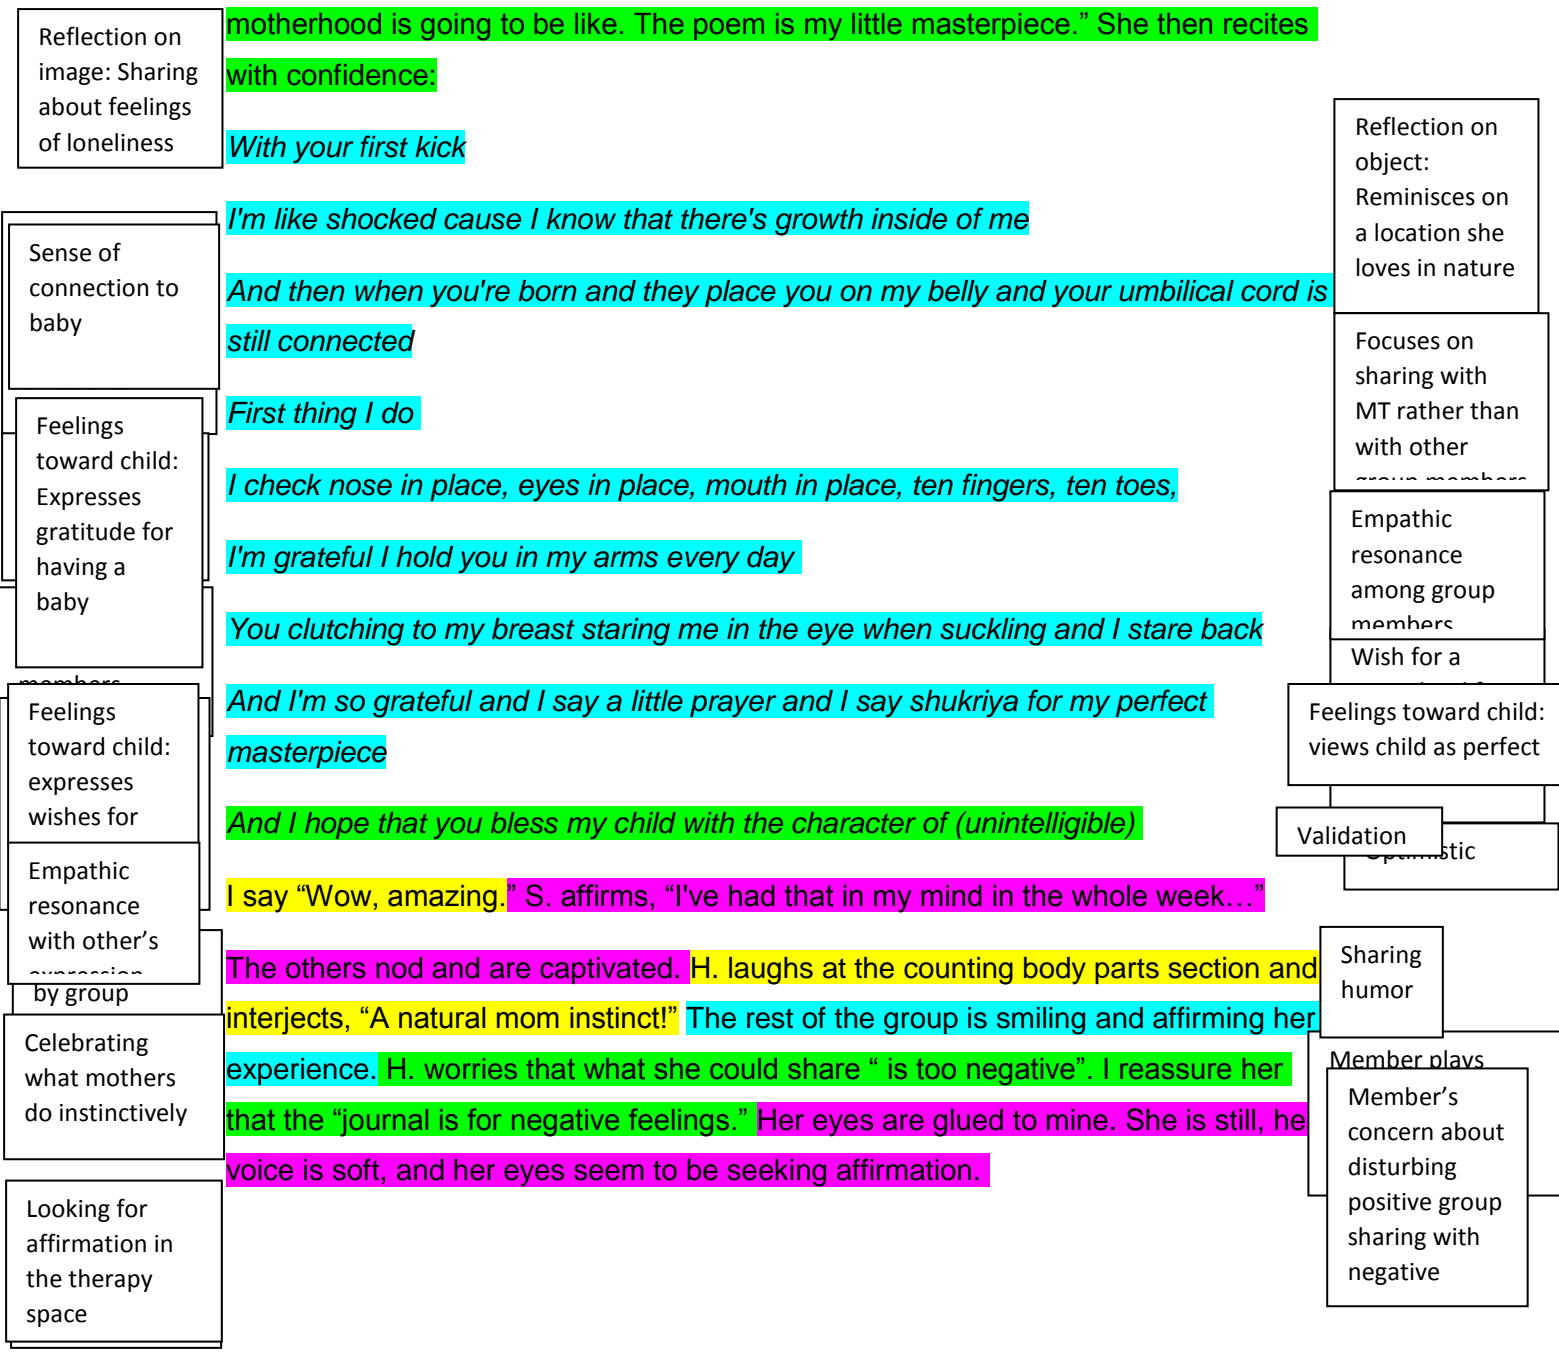 Reflection on
image: Sharing
about feelings
of loneliness
motherhood is going to be like. The poem is my little masterpiece.” She then recites
with confidence:
With your first kick
I'm like shocked cause I know that there's growth inside of me
And then when you're born and they place you on my belly and your umbilical cord is
still connected
First thing I do
I check nose in place, eyes in place, mouth in place, ten fingers, ten toes,
I'm grateful I hold you in my arms every day
You clutching to my breast staring me in the eye when suckling and I stare back
And I'm so grateful and I say a little prayer and I say shukriya for my perfect
masterpiece
And I hope that you bless my child with the character of (unintelligible)
I say “Wow, amazing.” S. affirms, “I've had that in my mind in the whole week…”
The others nod and are captivated. H. laughs at the counting body parts section and
interjects, “A natural mom instinct!” The rest of the group is smiling and affirming her
experience. H. worries that what she could share “ is too negative”. I reassure her
that the “journal is for negative feelings.” Her eyes are glued to mine. She is still, he
voice is soft, and her eyes seem to be seeking affirmation.
Sense of
connection to
baby
Feelings
toward child:
Expresses
gratitude for
having a
baby
members
Feelings
toward child:
expresses
wishes for
Empathic
resonance
with other’s
expression
by group
Celebrating
what mothers
do instinctively
Looking for
affirmation in
the therapy
space
Reflection on
object:
Reminisces on
a location she
loves in nature
Focuses on
sharing with
MT rather than
with other
group members
Empathic
resonance
among group
members
Wish for a
Feelings toward child:
views child as perfect
Validation
Optimistic
Sharing
humor
Member plays
Member’s
concern about
disturbing
positive group
sharing with
negative